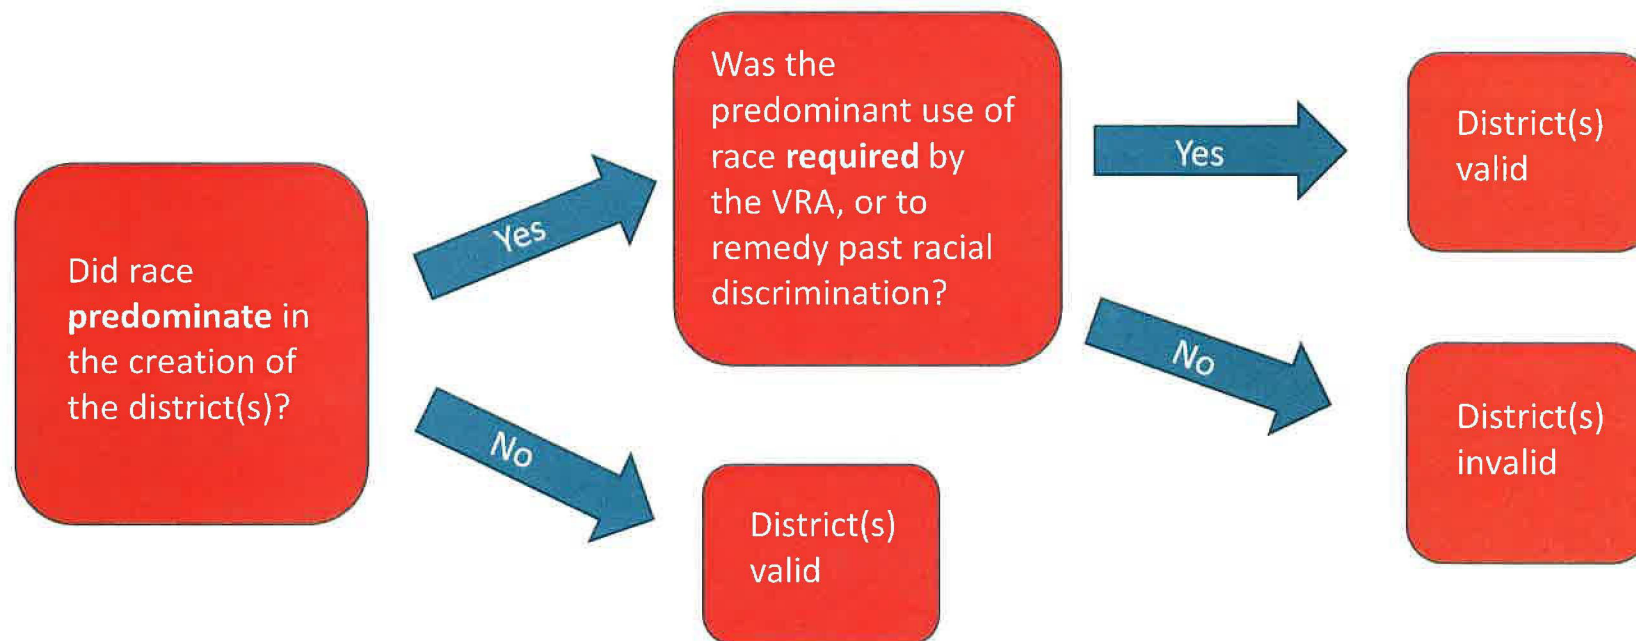 Did race
predominate in
the creation of
the district(s)?
Yes
No
Was the
predominant use of
race required by
the VRA, or to
remedy past racial
discrimination?
District(s)
valid
Yes
No
District(s)
valid
District(s)
invalid